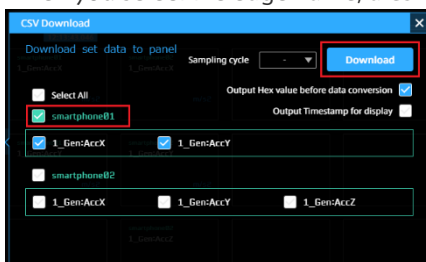 CSV Download
Download set data to panel
Sampling cycle - Download
Select All
Output Hex value before data conversion
smartphone01
Output Timestamp for display
1_Gen:AccX 1_Gen:AccY
smartphone02
1_Gen:AccX 1_Gen:AccY 1_Gen:AccZ